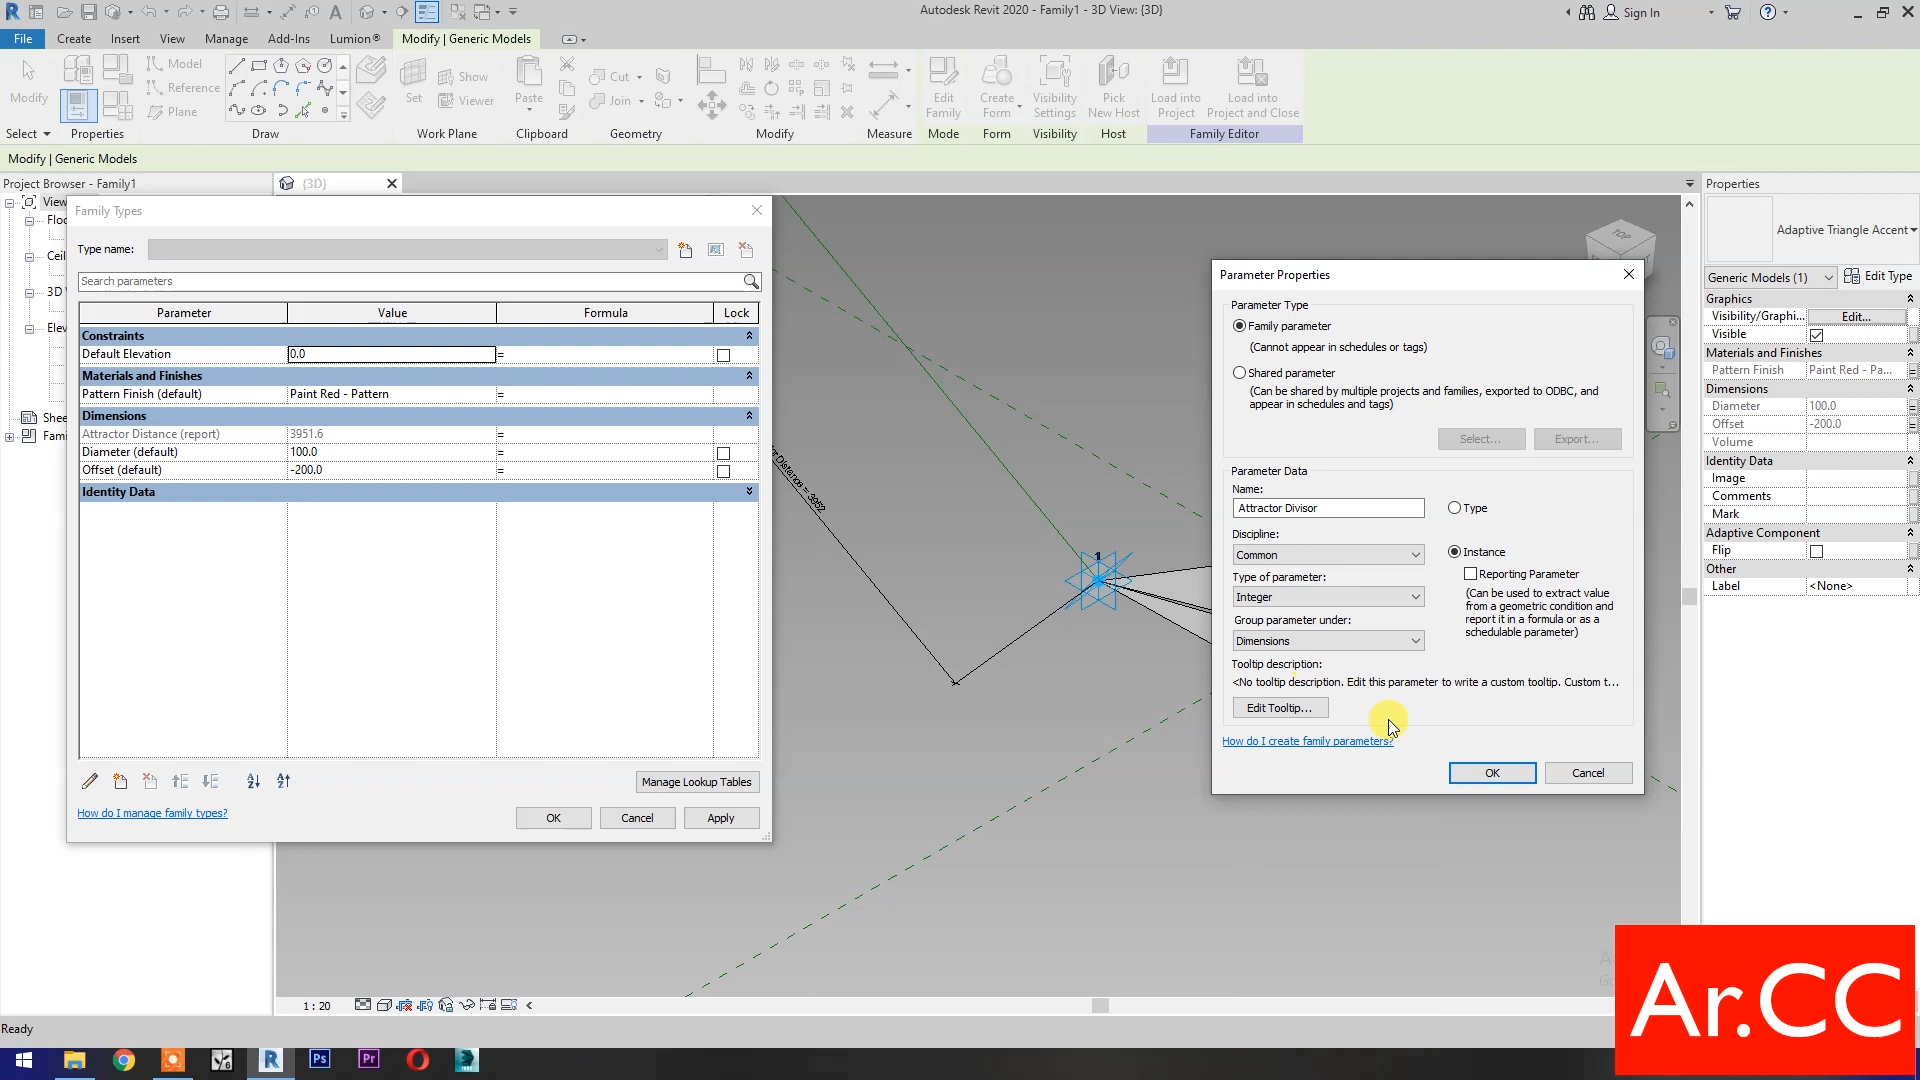 Autodesk Revit 2020 - Family1 - 3D View: {3D}
Sign In
File Create Insert View Manage Add-Ins Lumion® Modify | Generic Models
Modify
Model
Reference
Plane
Set
Show
Viewer
Paste
Cut
Join
Edit Family
Create Form
Visibility Settings
Pick New Host
Load into Project
Load into Project and Close
Select Properties Draw Work Plane Clipboard Geometry Modify Measure Mode Form Visibility Host Family Editor
Modify | Generic Models
Project Browser - Family1
{3D}
View
Floo
Ceil
3D V
Elev
Shee
Fami
Family Types
Type name:
Search parameters
Parameter Value Formula Lock
Constraints
Default Elevation 0.0 =
Materials and Finishes
Pattern Finish (default) Paint Red - Pattern =
Dimensions
Attractor Distance (report) 3951.6 =
Diameter (default) 100.0 =
Offset (default) -200.0 =
Identity Data
Manage Lookup Tables
How do I manage family types?
OK Cancel Apply
r Distance = 3952
1
TOP
Parameter Properties
Parameter Type
Family parameter
(Cannot appear in schedules or tags)
Shared parameter
(Can be shared by multiple projects and families, exported to ODBC, and
appear in schedules and tags)
Select... Export...
Parameter Data
Name:
Attractor Divisor
Type
Discipline:
Common
Instance
Type of parameter:
Reporting Parameter
Integer
(Can be used to extract value
from a geometric condition and
report it in a formula or as a
schedulable parameter)
Group parameter under:
Dimensions
Tooltip description:
<No tooltip description. Edit this parameter to write a custom tooltip. Custom t...
Edit Tooltip...
How do I create family parameters?
OK Cancel
Properties
Adaptive Triangle Accent
Generic Models (1) Edit Type
Graphics
Visibility/Graphi... Edit...
Visible
Materials and Finishes
Pattern Finish Paint Red - Pa...
Dimensions
Diameter 100.0
Offset -200.0
Volume
Identity Data
Image
Comments
Mark
Adaptive Component
Flip
Other
Label <None>
1 : 20
Ready
Ar.CC